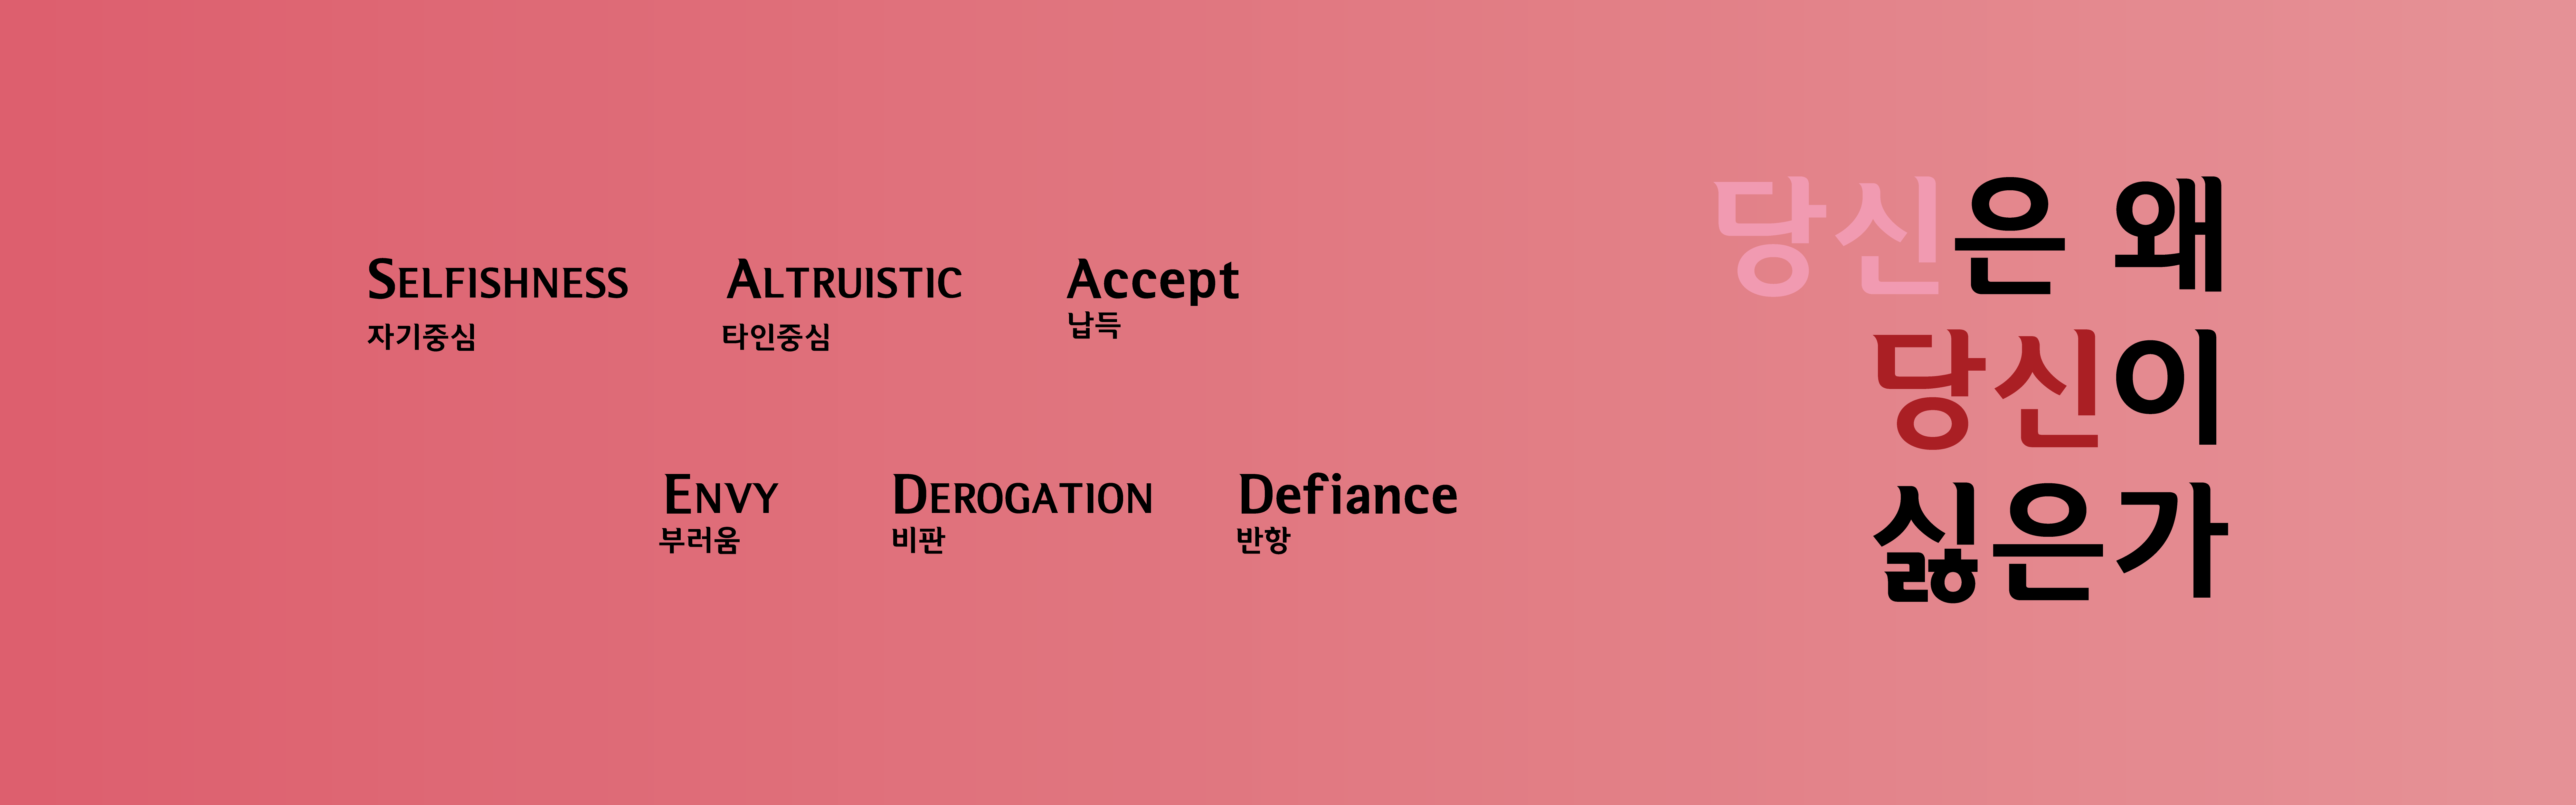 SELFISHNESS ALTRUISTIC Accept
자기중심 타인중심 납득
ENVY DEROGATION Defiance
부러움 비판 반항
당신은 왜
당신이
싫은가